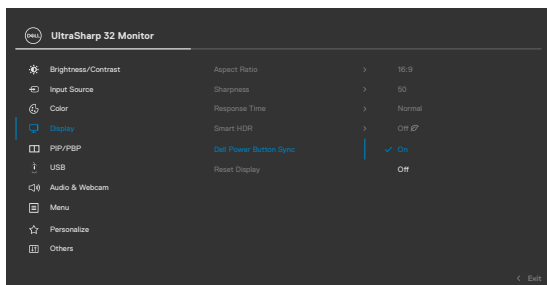 DELL UltraSharp 32 Monitor
Brightness/Contrast Aspect Ratio > 16:9
Input Source Sharpness > 50
Color Response Time > Normal
Display Smart HDR > Off
PIP/PBP Dell Power Button Sync On
USB Reset Display Off
Audio & Webcam
Menu
Personalize
Others
< Exit